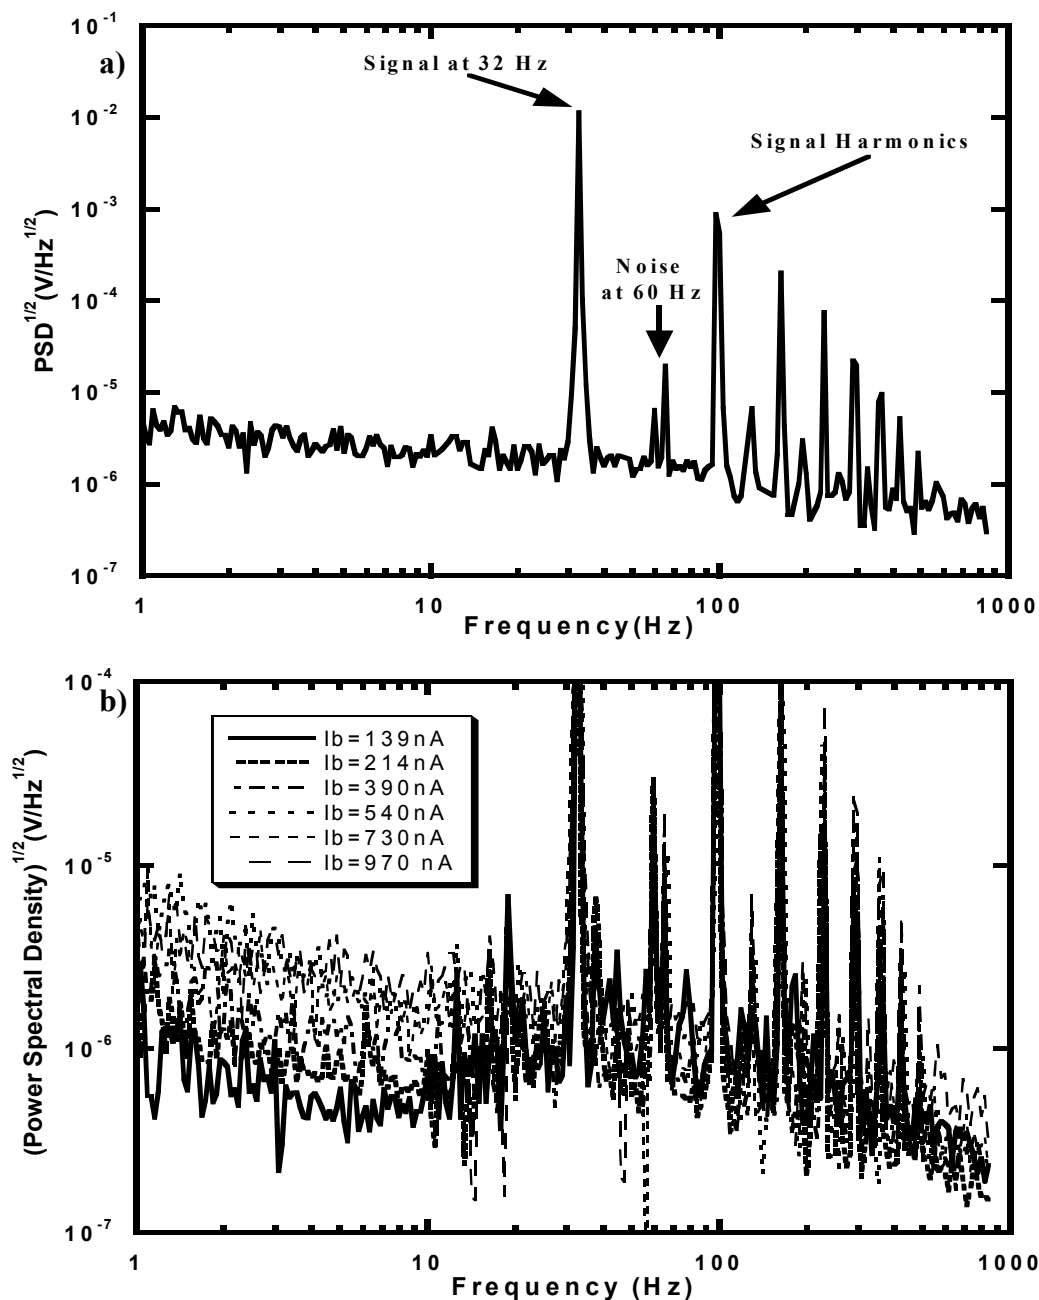 10^-1
a)
Signal at 32 Hz
10^-2
Signal Harmonics
10^-3
PSD^1/2(V/Hz^1/2)
Noise
at 60 Hz
10^-4
10^-5
10^-6
10^-7
1 10 100 1000
Frequency(Hz)
10^-4
b)
Ib=139nA
Ib=214nA
Ib=390nA
Ib=540nA
Ib=730nA
Ib=970 nA
(Power Spectral Density)^1/2(V/Hz^1/2)
10^-5
10^-6
10^-7
1 10 100 1000
Frequency (Hz)